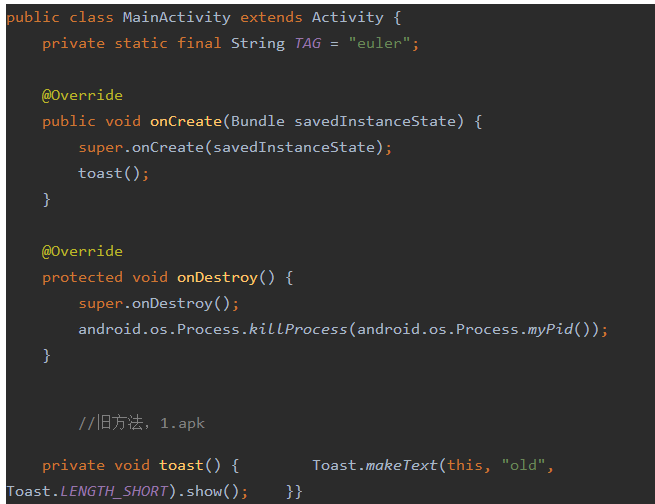 public class MainActivity extends Activity {
    private static final String TAG = "euler";

    @Override
    public void onCreate(Bundle savedInstanceState) {
        super.onCreate(savedInstanceState);
        toast();
    }

    @Override
    protected void onDestroy() {
        super.onDestroy();
        android.os.Process.killProcess(android.os.Process.myPid());
    }

        //旧方法，1.apk
    private void toast() {        Toast.makeText(this, "old",
Toast.LENGTH_SHORT).show();    }}